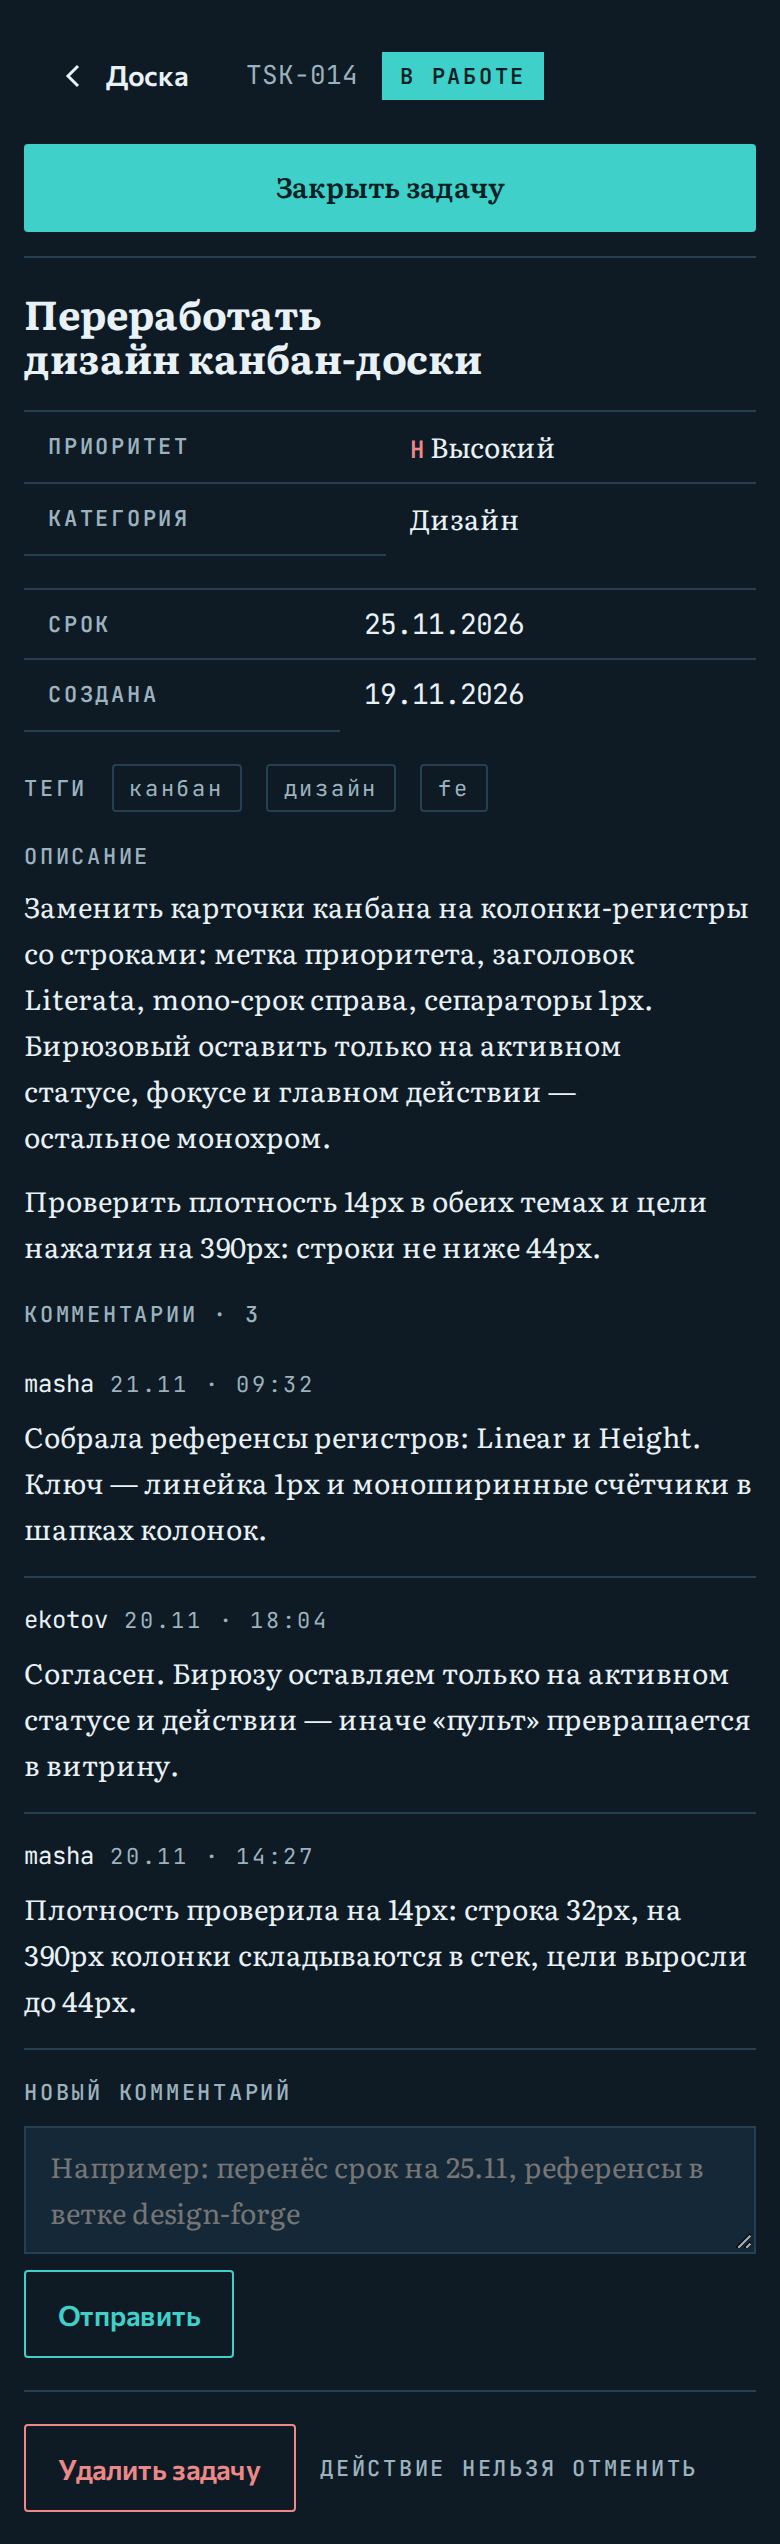 Доска TSK-014 В РАБОТЕ
Закрыть задачу
Переработать
дизайн канбан-доски
ПРИОРИТЕТ Н Высокий
КАТЕГОРИЯ Дизайн
СРОК 25.11.2026
СОЗДАНА 19.11.2026
ТЕГИ канбан дизайн fe
ОПИСАНИЕ
Заменить карточки канбана на колонки-регистры
со строками: метка приоритета, заголовок
Literata, mono-срок справа, сепараторы 1px.
Бирюзовый оставить только на активном
статусе, фокусе и главном действии —
остальное монохром.
Проверить плотность 14px в обеих темах и цели
нажатия на 390px: строки не ниже 44px.
КОММЕНТАРИИ · 3
masha 21.11 · 09:32
Собрала референсы регистров: Linear и Height.
Ключ — линейка 1px и моноширинные счётчики в
шапках колонок.
ekotov 20.11 · 18:04
Согласен. Бирюзу оставляем только на активном
статусе и действии — иначе «пульт» превращается
в витрину.
masha 20.11 · 14:27
Плотность проверила на 14px: строка 32px, на
390px колонки складываются в стек, цели выросли
до 44px.
НОВЫЙ КОММЕНТАРИЙ
Например: перенёс срок на 25.11, референсы в
ветке design-forge
Отправить
Удалить задачу ДЕЙСТВИЕ НЕЛЬЗЯ ОТМЕНИТЬ